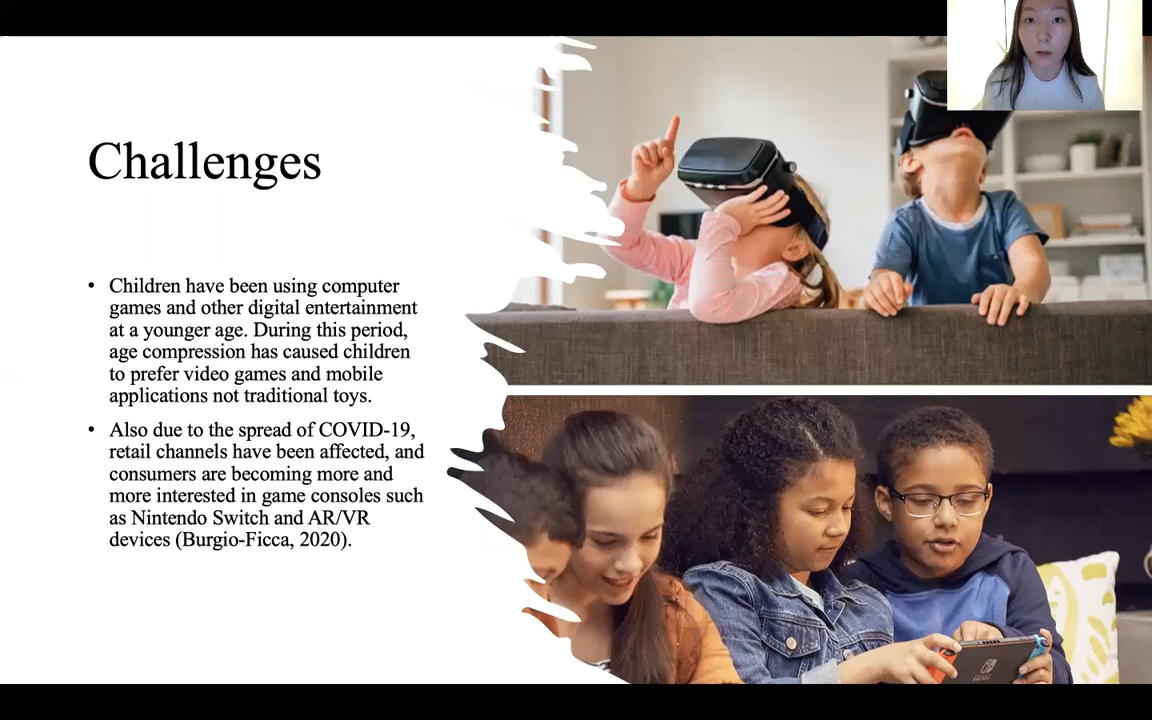 Challenges
• Children have been using computer
games and other digital entertainment
at a younger age. During this period,
age compression has caused children
to prefer video games and mobile
applications not traditional toys.
• Also due to the spread of COVID-19,
retail channels have been affected, and
consumers are becoming more and
more interested in game consoles such
as Nintendo Switch and AR/VR
devices (Burgio-Ficca, 2020).